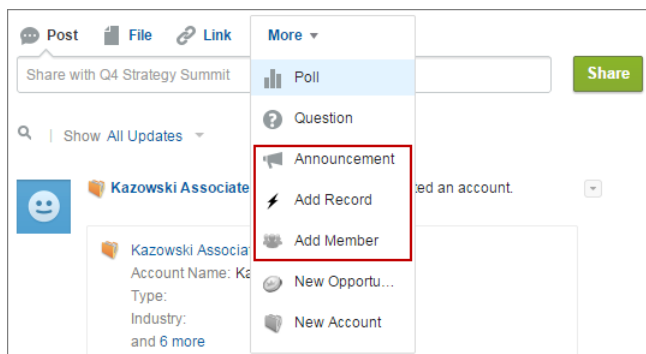 Post File Link More
Share with Q4 Strategy Summit Share
Poll
Question
Show All Updates
Announcement
Kazowski Associate ted an account.
Add Record
Add Member
Kazowski Associa
Account Name: Ka
New Opportu...
Type:
Industry:
New Account
and 6 more